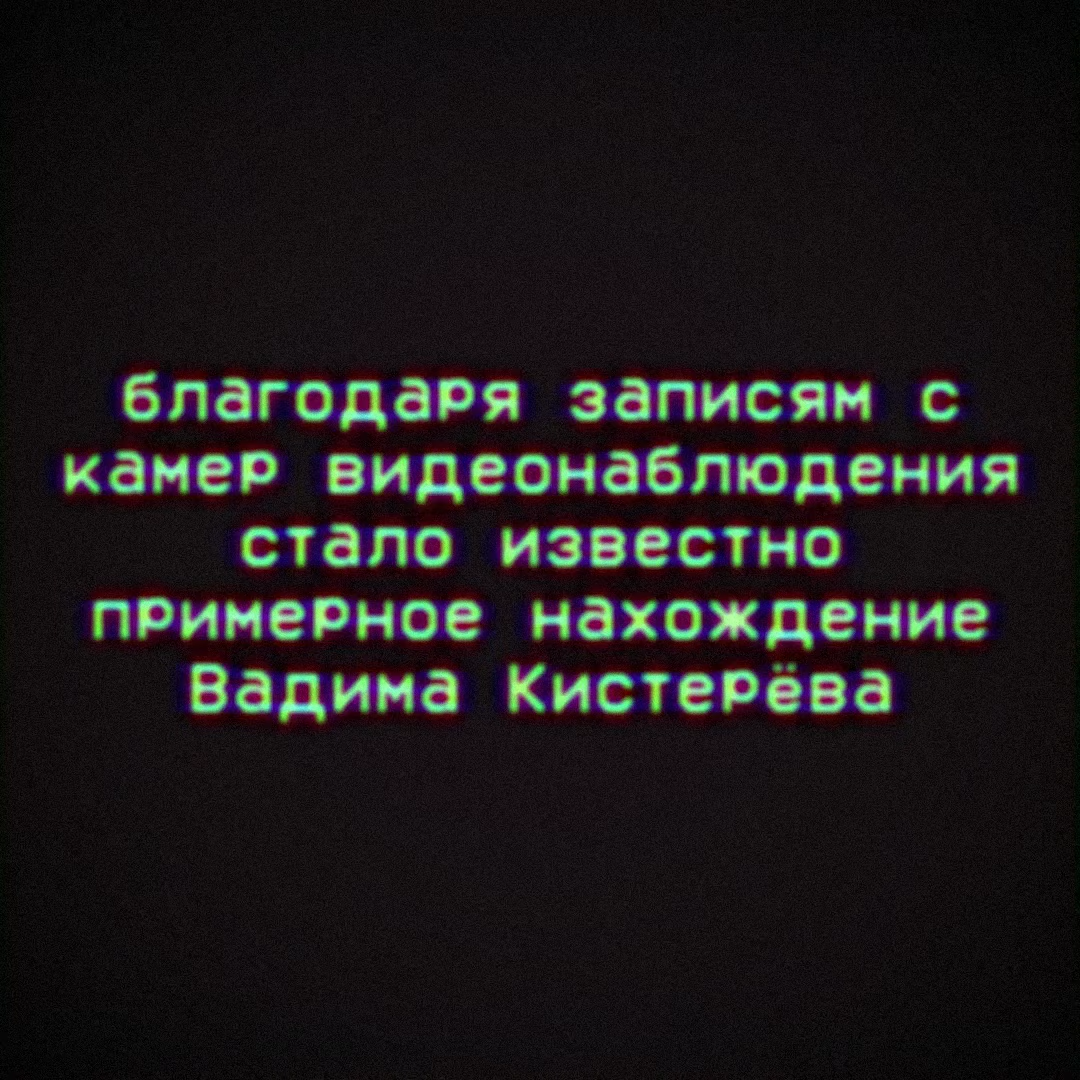 благодаря записям с
камер видеонаблюдения
стало известно
примерное нахождение
Вадима Кистерёва